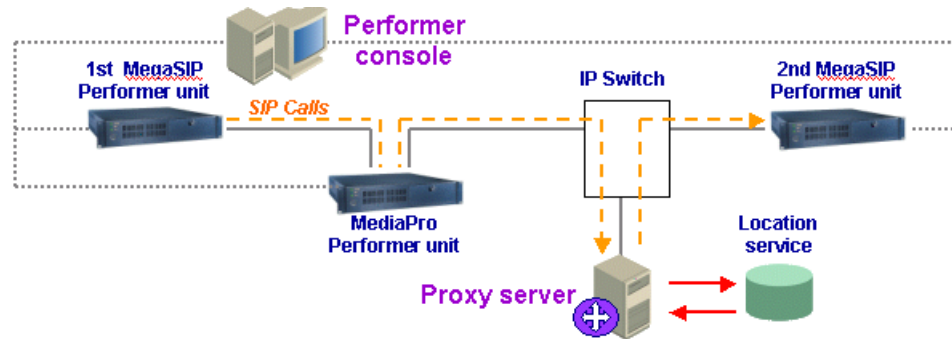 Performer
console
1st MegaSIP
Performer unit
SIP Calls
IP Switch
2nd MegaSIP
Performer unit
MediaPro
Performer unit
Location
service
Proxy server